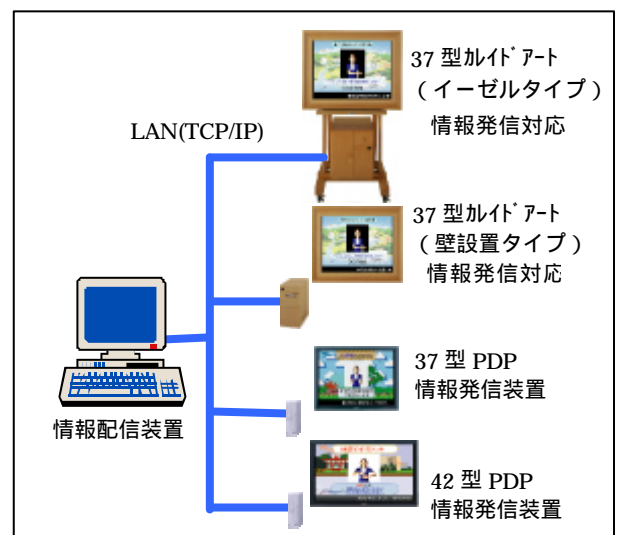 37 型ｶﾙｲﾄﾞｱｰﾄ
( イーゼルタイプ )
情報発信対応
LAN(TCP/IP)
37 型ｶﾙｲﾄﾞｱｰﾄ
( 壁設置タイプ )
情報発信対応
37 型 PDP
情報発信装置
情報配信装置
42 型 PDP
情報発信装置